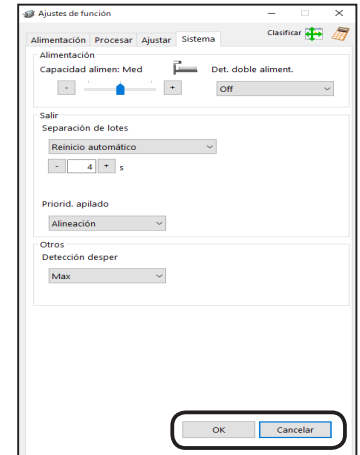 Ajustes de función
Alimentación Procesar Ajustar Sistema Clasificar
Alimentación
Capacidad alimen: Med Det. doble aliment.
- + Off
Salir
Separación de lotes
Reinicio automático
- 4 + s
Priorid. apilado
Alineación
Otros
Detección desper
Max
OK Cancelar